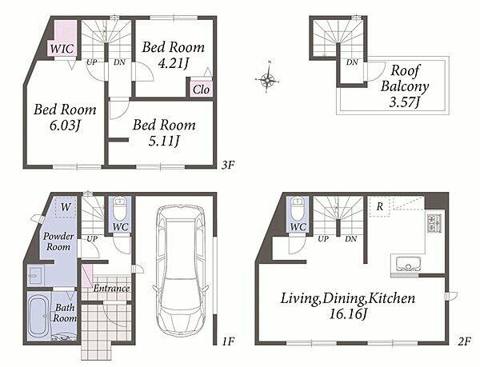 WIC
UP
DN
Bed Room
4.21J
Clo
Bed Room
6.03J
Bed Room
5.11J
3F
DN
Roof
Balcony
3.57J
W
Powder
Room
UP
WC
Entrance
Bath
Room
1F
WC
UP
DN
R
Living,Dining,Kitchen
16.16J
2F